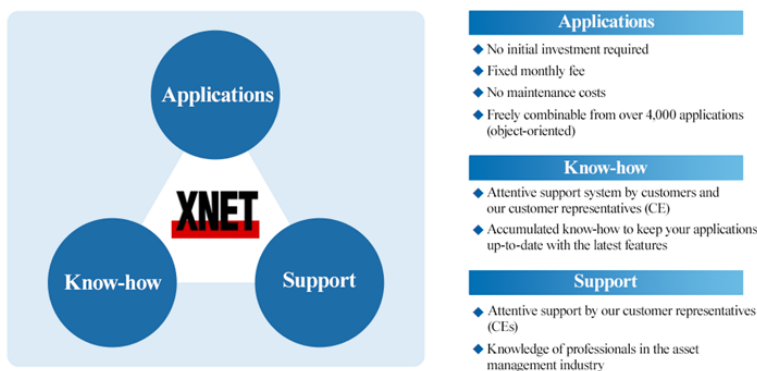 Applications
XNET
Know-how
Support
Applications
◆ No initial investment required
◆ Fixed monthly fee
◆ No maintenance costs
◆ Freely combinable from over 4,000 applications
(object-oriented)
Know-how
◆ Attentive support system by customers and
our customer representatives (CE)
◆ Accumulated know-how to keep your applications
up-to-date with the latest features
Support
◆ Attentive support by our customer representatives
(CEs)
◆ Knowledge of professionals in the asset
management industry